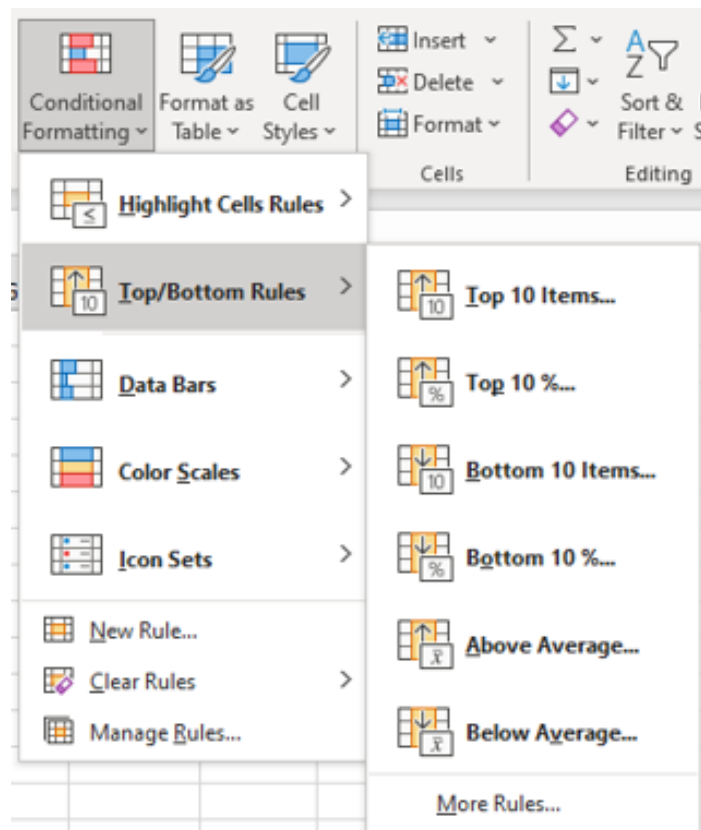 Conditional
Formatting
Format as
Table
Cell
Styles
Insert
Delete
Format
Cells
Sort &
Filter
Editing
Highlight Cells Rules
Top/Bottom Rules
Data Bars
Color Scales
Icon Sets
New Rule...
Clear Rules
Manage Rules...
10
Top 10 Items...
%
Top 10 %...
10
Bottom 10 Items...
%
Bottom 10 %...
Above Average...
Below Average...
More Rules...